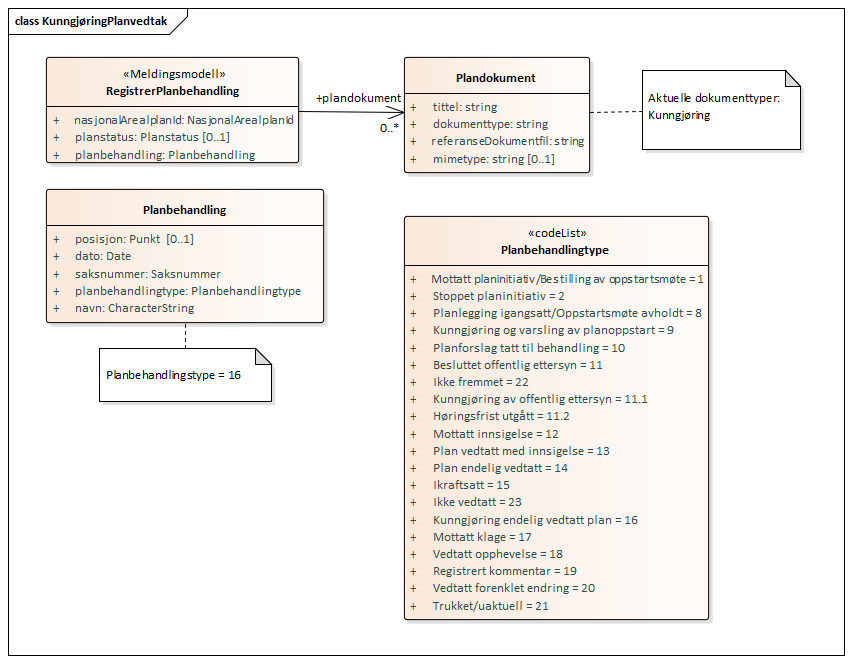 class KunngjøringPlanvedtak
«Meldingsmodell»
RegistrerPlanbehandling
+ nasjonalArealplanId: NasjonalArealplanId
+ planstatus: Planstatus [0..1]
+ planbehandling: Planbehandling
+plandokument
0..*
Plandokument
+ tittel: string
+ dokumenttype: string
+ referanseDokumentfil: string
+ mimetype: string [0..1]
Aktuelle dokumenttyper:
Kunngjøring
Planbehandling
+ posisjon: Punkt [0..1]
+ dato: Date
+ saksnummer: Saksnummer
+ planbehandlingtype: Planbehandlingtype
+ navn: CharacterString
Planbehandlingstype = 16
«codeList»
Planbehandlingtype
+ Mottatt planinitiativ/Bestilling av oppstartsmøte = 1
+ Stoppet planinitiativ = 2
+ Planlegging igangsatt/Oppstartsmøte avholdt = 8
+ Kunngjøring og varsling av planoppstart = 9
+ Planforslag tatt til behandling = 10
+ Besluttet offentlig ettersyn = 11
+ Ikke fremmet = 22
+ Kunngjøring av offentlig ettersyn = 11.1
+ Høringsfrist utgått = 11.2
+ Mottatt innsigelse = 12
+ Plan vedtatt med innsigelse = 13
+ Plan endelig vedtatt = 14
+ Ikraftsatt = 15
+ Ikke vedtatt = 23
+ Kunngjøring endelig vedtatt plan = 16
+ Mottatt klage = 17
+ Vedtatt opphevelse = 18
+ Registrert kommentar = 19
+ Vedtatt forenklet endring = 20
+ Trukket/uaktuell = 21